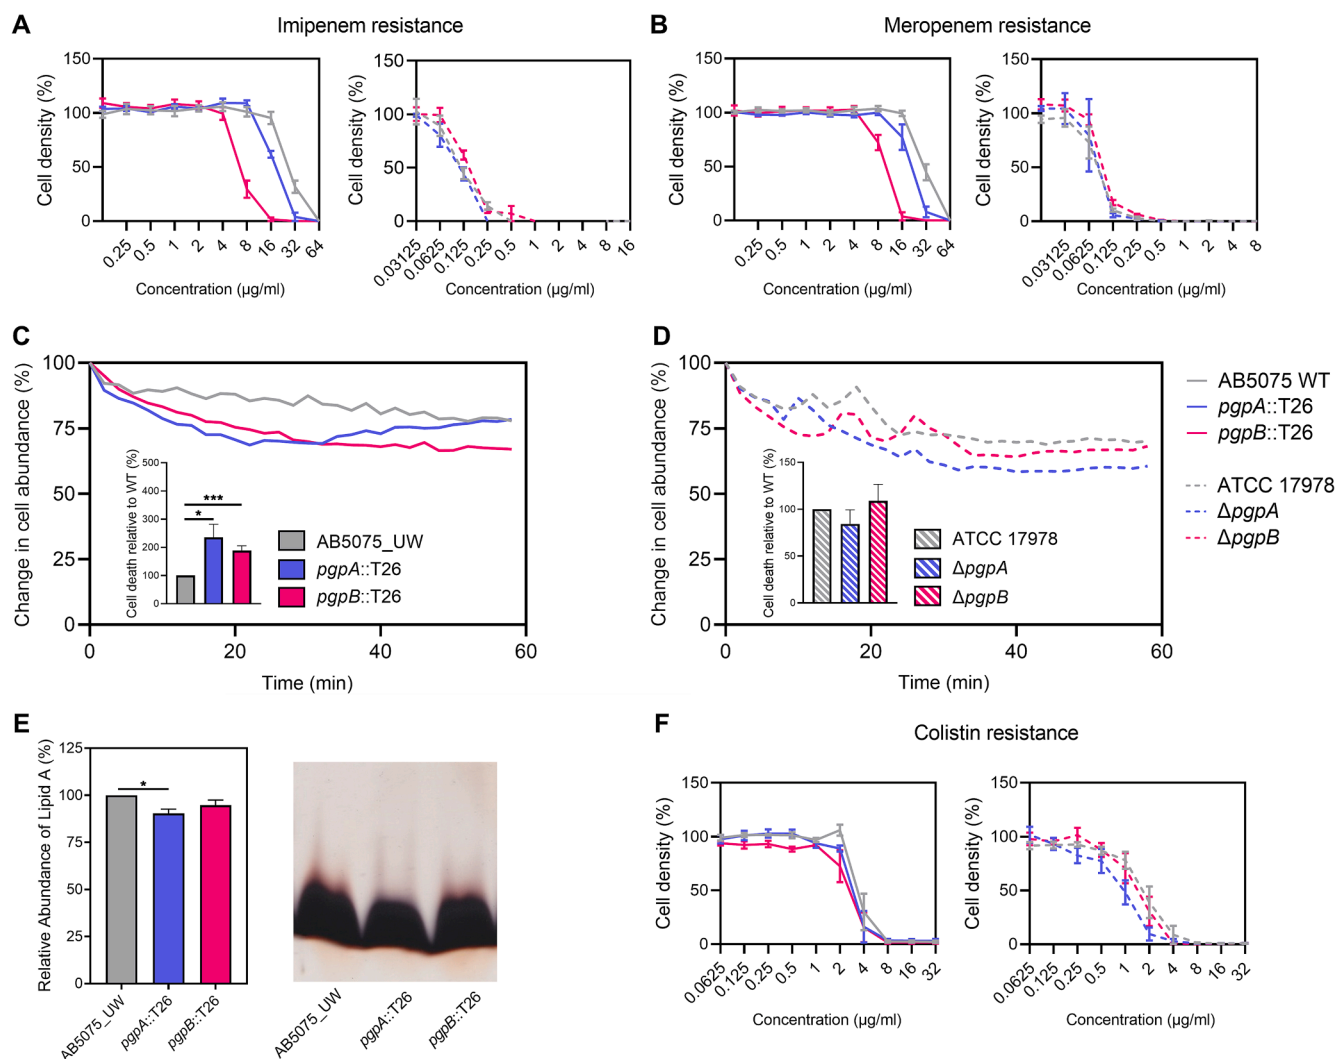 A
Imipenem resistance
B
Meropenem resistance
Cell density (%)
150
100
50
0
0.25
0.5
1
2
4
8
16
32
64
Concentration (µg/ml)
Cell density (%)
150
100
50
0
0.03125
0.0625
0.125
0.25
0.5
1
2
4
8
16
Concentration (µg/ml)
Cell density (%)
150
100
50
0
0.25
0.5
1
2
4
8
16
32
64
Concentration (µg/ml)
Cell density (%)
150
100
50
0
0.03125
0.0625
0.125
0.25
0.5
1
2
4
8
Concentration (µg/ml)
C
Change in cell abundance (%)
100
75
50
25
0
0
20
40
60
Time (min)
Cell death relative to WT (%)
500
400
300
200
100
0
***
*
AB5075_UW
pgpA::T26
pgpB::T26
D
Change in cell abundance (%)
100
75
50
25
0
0
20
40
60
Time (min)
Cell death relative to WT (%)
150
100
50
0
ATCC 17978
ΔpgpA
ΔpgpB
AB5075 WT
pgpA::T26
pgpB::T26
ATCC 17978
ΔpgpA
ΔpgpB
E
Relative Abundance of Lipid A (%)
125
100
75
50
25
0
*
AB5075_UW
pgpA::T26
pgpB::T26
AB5075_UW
pgpA::T26
pgpB::T26
F
Colistin resistance
Cell density (%)
150
100
50
0
0.0625
0.125
0.25
0.5
1
2
4
8
16
32
Concentration (µg/ml)
Cell density (%)
150
100
50
0
0.0625
0.125
0.25
0.5
1
2
4
8
16
32
Concentration (µg/ml)